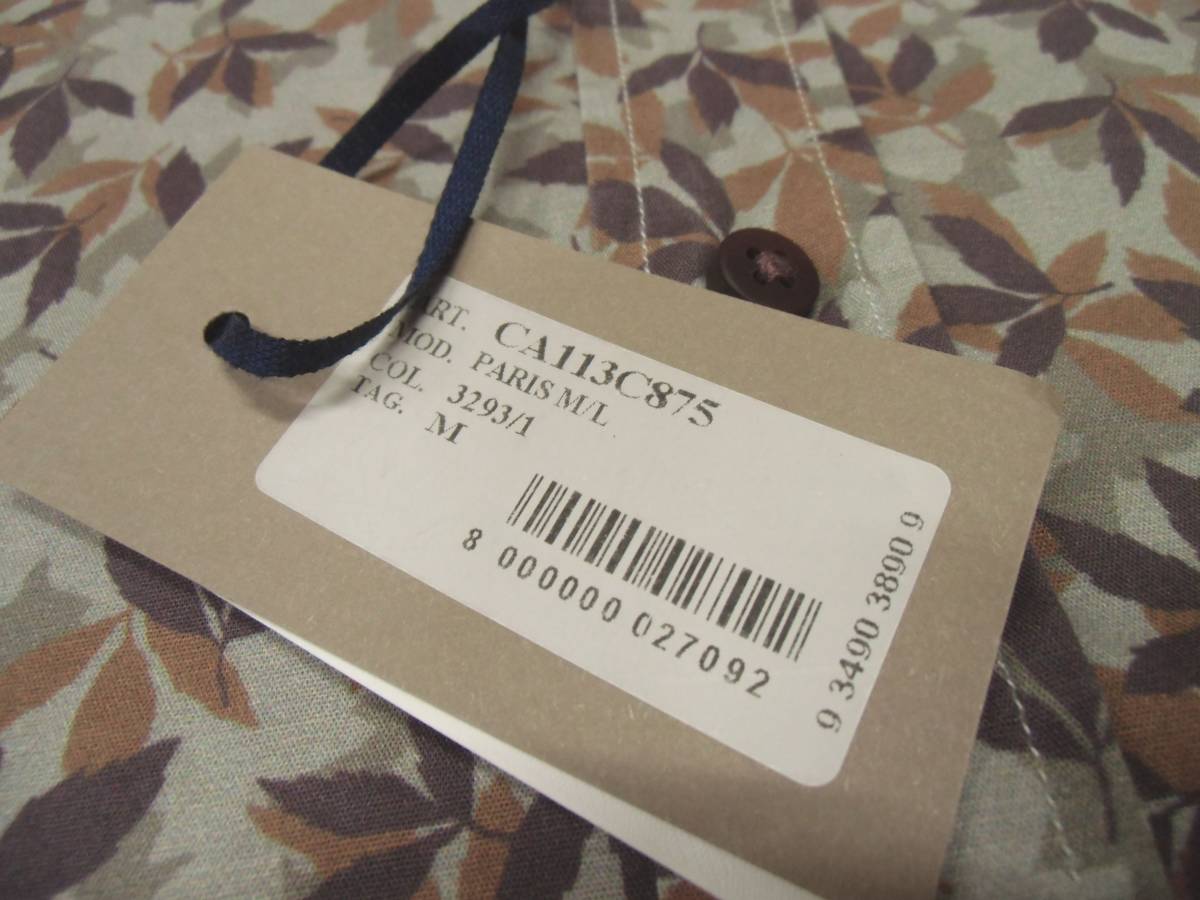 ART. CA113C875
MOD. PARIS M/L
COL. 3293/1
TAG. M
8 000000 027092
9 3490 3890 9